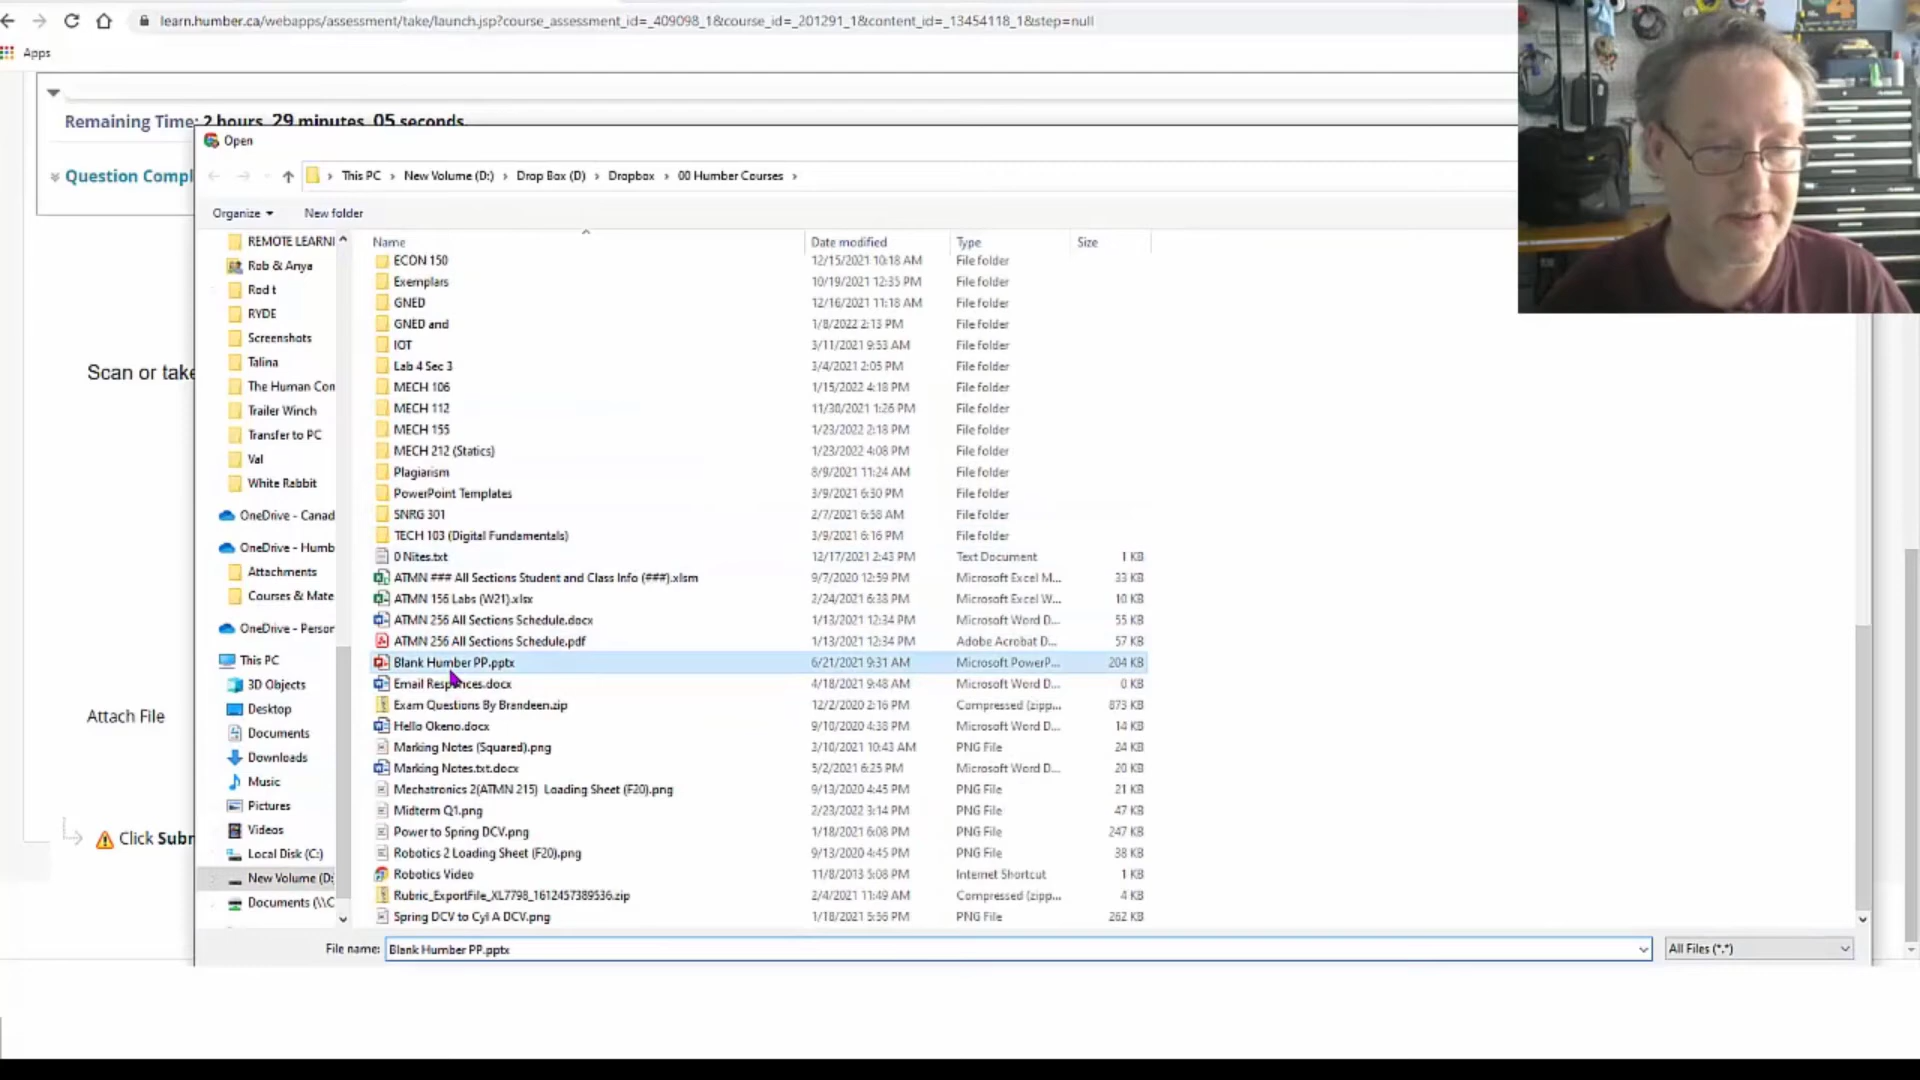 learn.humber.ca/webapps/assessment/take/launch.jsp?course_assessment_id=_409098_1&course_id=_201291_1&content_id=_13454118_1&step=null
Apps
Remaining Time: 2 hours, 29 minutes, 05 seconds.
Open
Question Compl
This PC > New Volume (D:) > Drop Box (D) > Dropbox > 00 Humber Courses >
Organize New folder
Name Date modified Type Size
REMOTE LEARNI
Rob & Anya
Rod t
RYDE
Screenshots
Talina
The Human Con
Trailer Winch
Transfer to PC
Val
White Rabbit
OneDrive - Canad
OneDrive - Humb
Attachments
Courses & Mate
OneDrive - Person
This PC
3D Objects
Desktop
Documents
Downloads
Music
Pictures
Videos
Local Disk (C:)
New Volume (D:
Documents (\\C
ECON 150 12/15/2021 10:18 AM File folder
Exemplars 10/19/2021 12:35 PM File folder
GNED 12/16/2021 11:18 AM File folder
GNED and 1/8/2022 2:13 PM File folder
IOT 3/11/2021 9:53 AM File folder
Lab 4 Sec 3 3/4/2021 2:05 PM File folder
MECH 106 1/15/2022 4:18 PM File folder
MECH 112 11/30/2021 1:26 PM File folder
MECH 155 1/23/2022 2:18 PM File folder
MECH 212 (Statics) 1/23/2022 4:08 PM File folder
Plagiarism 8/9/2021 11:24 AM File folder
PowerPoint Templates 3/9/2021 6:30 PM File folder
SNRG 301 2/7/2021 6:58 AM File folder
TECH 103 (Digital Fundamentals) 3/9/2021 6:16 PM File folder
0 Nites.txt 12/17/2021 2:43 PM Text Document 1 KB
ATMN ### All Sections Student and Class Info (###).xlsm 9/7/2020 12:59 PM Microsoft Excel M... 33 KB
ATMN 156 Labs (W21).xlsx 2/24/2021 6:38 PM Microsoft Excel W... 10 KB
ATMN 256 All Sections Schedule.docx 1/13/2021 12:34 PM Microsoft Word D... 55 KB
ATMN 256 All Sections Schedule.pdf 1/13/2021 12:34 PM Adobe Acrobat D... 57 KB
Blank Humber PP.pptx 6/21/2021 9:31 AM Microsoft PowerP... 204 KB
Email Responces.docx 4/18/2021 9:48 AM Microsoft Word D... 0 KB
Exam Questions By Brandeen.zip 12/2/2020 2:16 PM Compressed (zipp... 873 KB
Hello Okeno.docx 9/10/2020 4:38 PM Microsoft Word D... 14 KB
Marking Notes (Squared).png 3/10/2021 10:43 AM PNG File 24 KB
Marking Notes.txt.docx 5/2/2021 6:25 PM Microsoft Word D... 20 KB
Mechatronics 2(ATMN 215) Loading Sheet (F20).png 9/13/2020 4:45 PM PNG File 21 KB
Midterm Q1.png 2/23/2022 3:14 PM PNG File 47 KB
Power to Spring DCV.png 1/18/2021 6:08 PM PNG File 247 KB
Robotics 2 Loading Sheet (F20).png 9/13/2020 4:45 PM PNG File 38 KB
Robotics Video 11/8/2013 5:08 PM Internet Shortcut 1 KB
Rubric_ExportFile_XL7798_1612457389536.zip 2/4/2021 11:49 AM Compressed (zipp... 4 KB
Spring DCV to Cyl A DCV.png 1/18/2021 5:56 PM PNG File 262 KB
Scan or take
Attach File
Click Subr
File name: Blank Humber PP.pptx All Files (*.*)